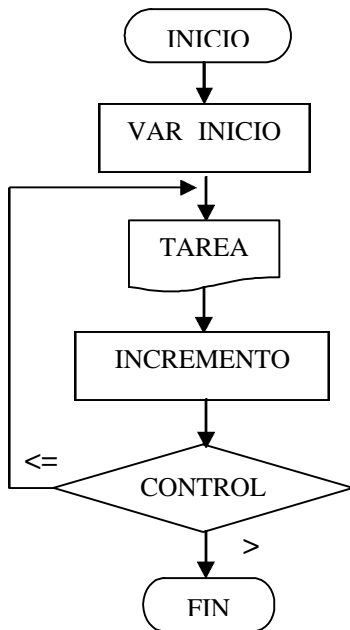 INICIO
VAR INICIO
TAREA
INCREMENTO
<=
CONTROL
>
FIN